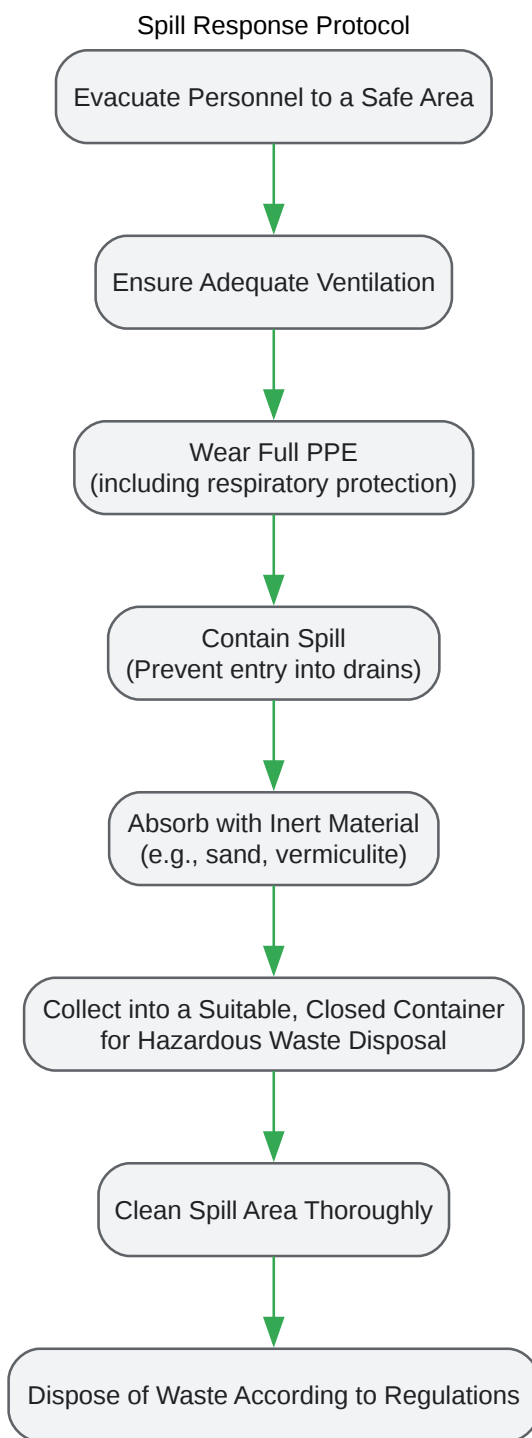 Spill Response Protocol
Evacuate Personnel to a Safe Area
Ensure Adequate Ventilation
Wear Full PPE
(including respiratory protection)
Contain Spill
(Prevent entry into drains)
Absorb with Inert Material
(e.g., sand, vermiculite)
Collect into a Suitable, Closed Container
for Hazardous Waste Disposal
Clean Spill Area Thoroughly
Dispose of Waste According to Regulations